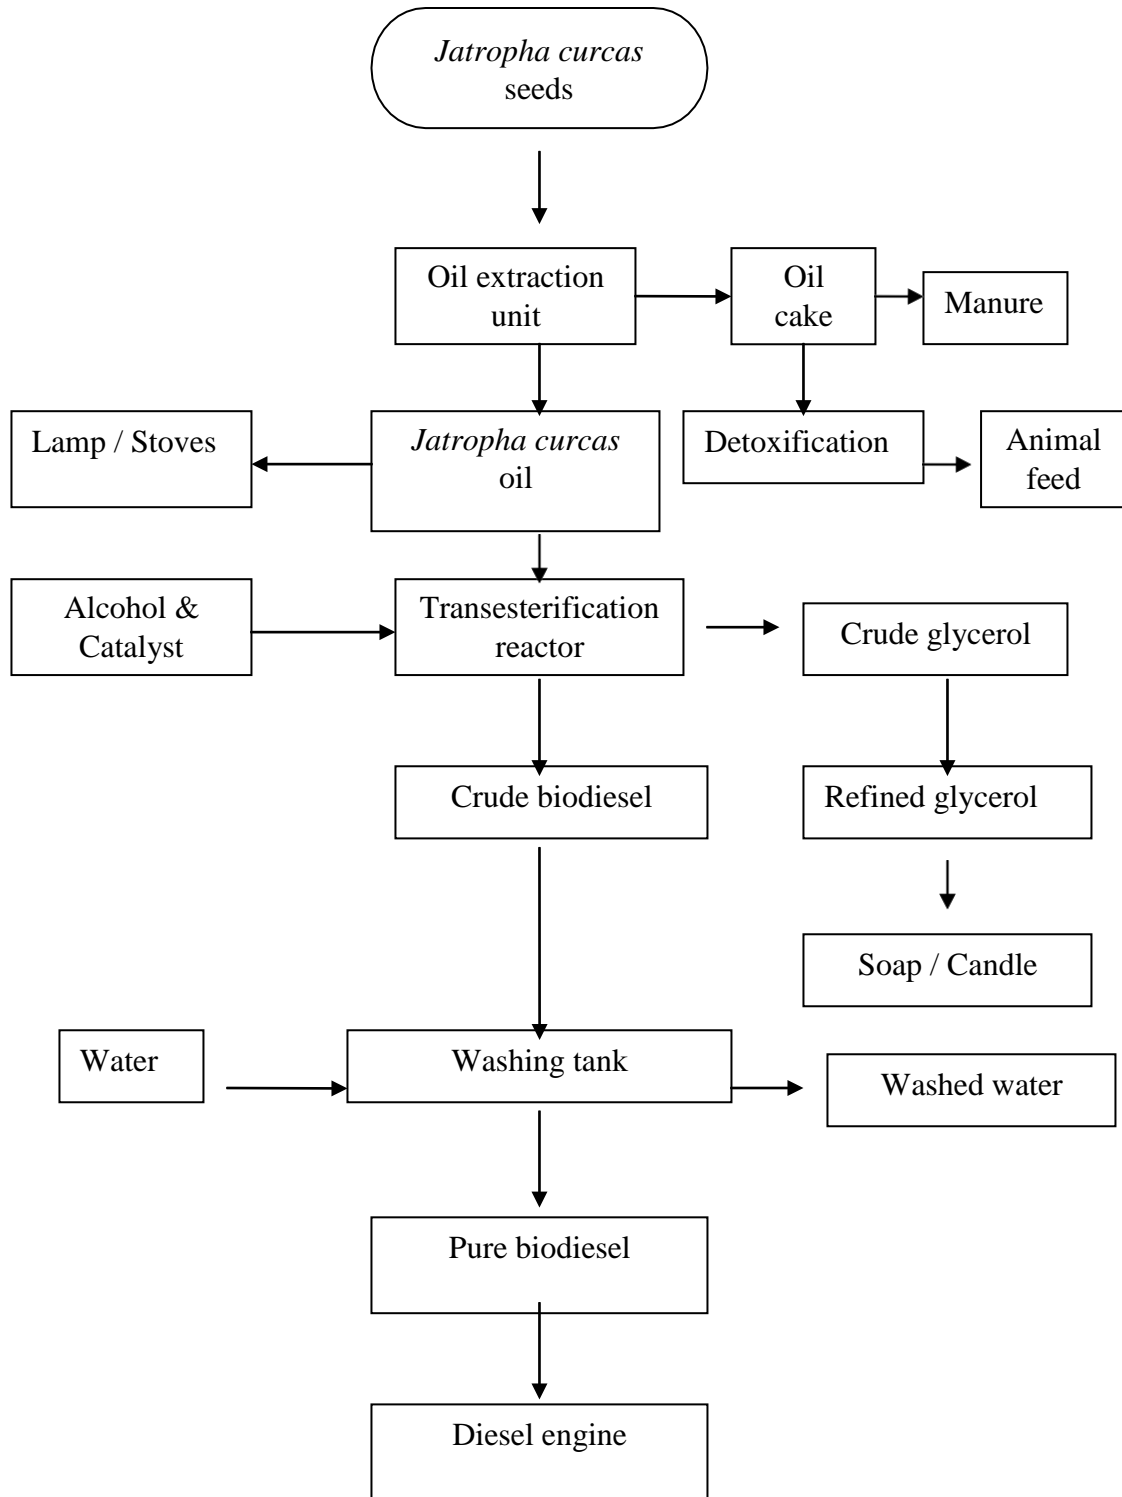 Jatropha curcas
seeds
Oil extraction
unit
Oil
cake
Manure
Lamp / Stoves
Jatropha curcas
oil
Detoxification
Animal
feed
Alcohol &
Catalyst
Transesterification
reactor
Crude glycerol
Crude biodiesel
Refined glycerol
Soap / Candle
Water
Washing tank
Washed water
Pure biodiesel
Diesel engine